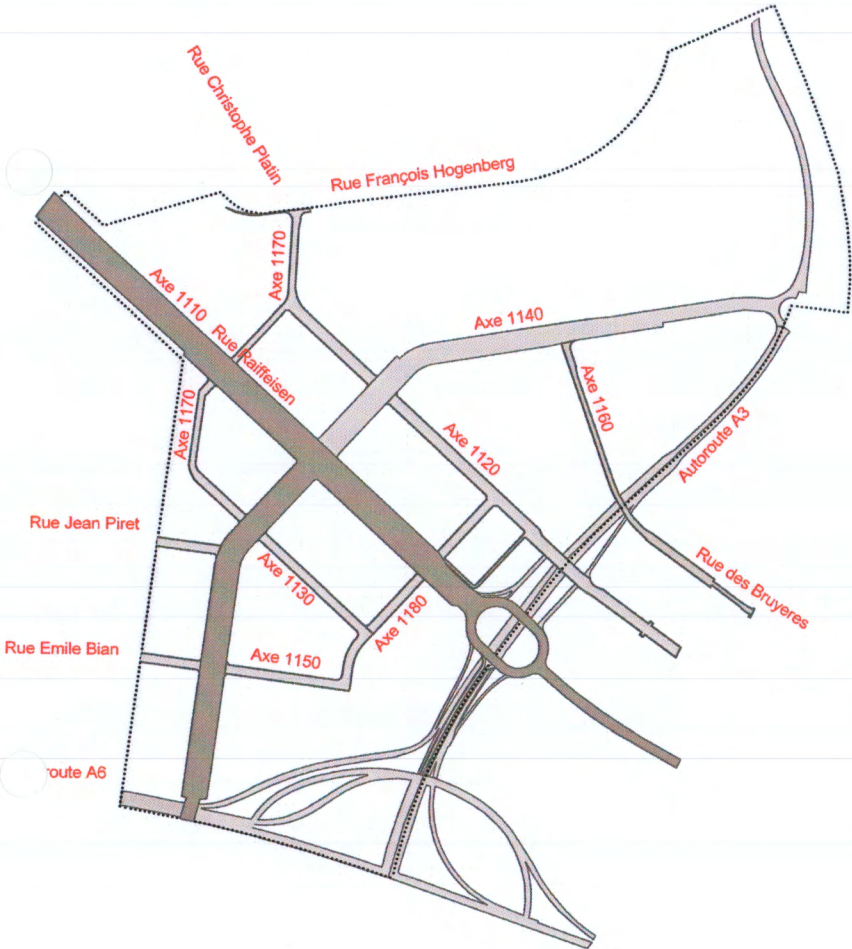 Rue Christophe Platin
Rue François Hogenberg
Axe 1170
Axe 1110
Rue Raiffeisen
Axe 1140
Axe 1170
Axe 1160
Axe 1120
Autoroute A3
Rue Jean Piret
Axe 1130
Rue des Bruyeres
Axe 1180
Rue Emile Bian
Axe 1150
route A6